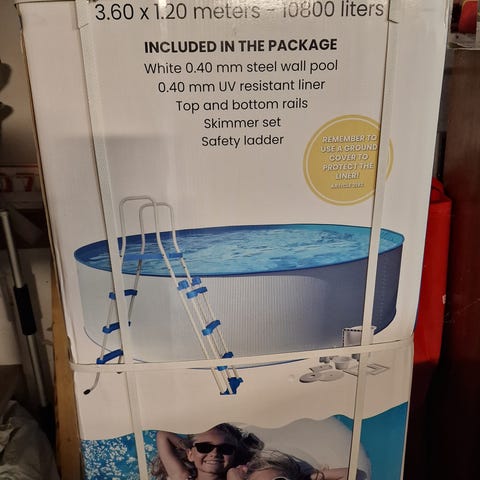 3.60 x 1.20 meters - 10800 liters
INCLUDED IN THE PACKAGE
White 0.40 mm steel wall pool
0.40 mm UV resistant liner
Top and bottom rails
Skimmer set
Safety ladder
REMEMBER TO
USE A GROUND
COVER TO
PROTECT THE
LINER!